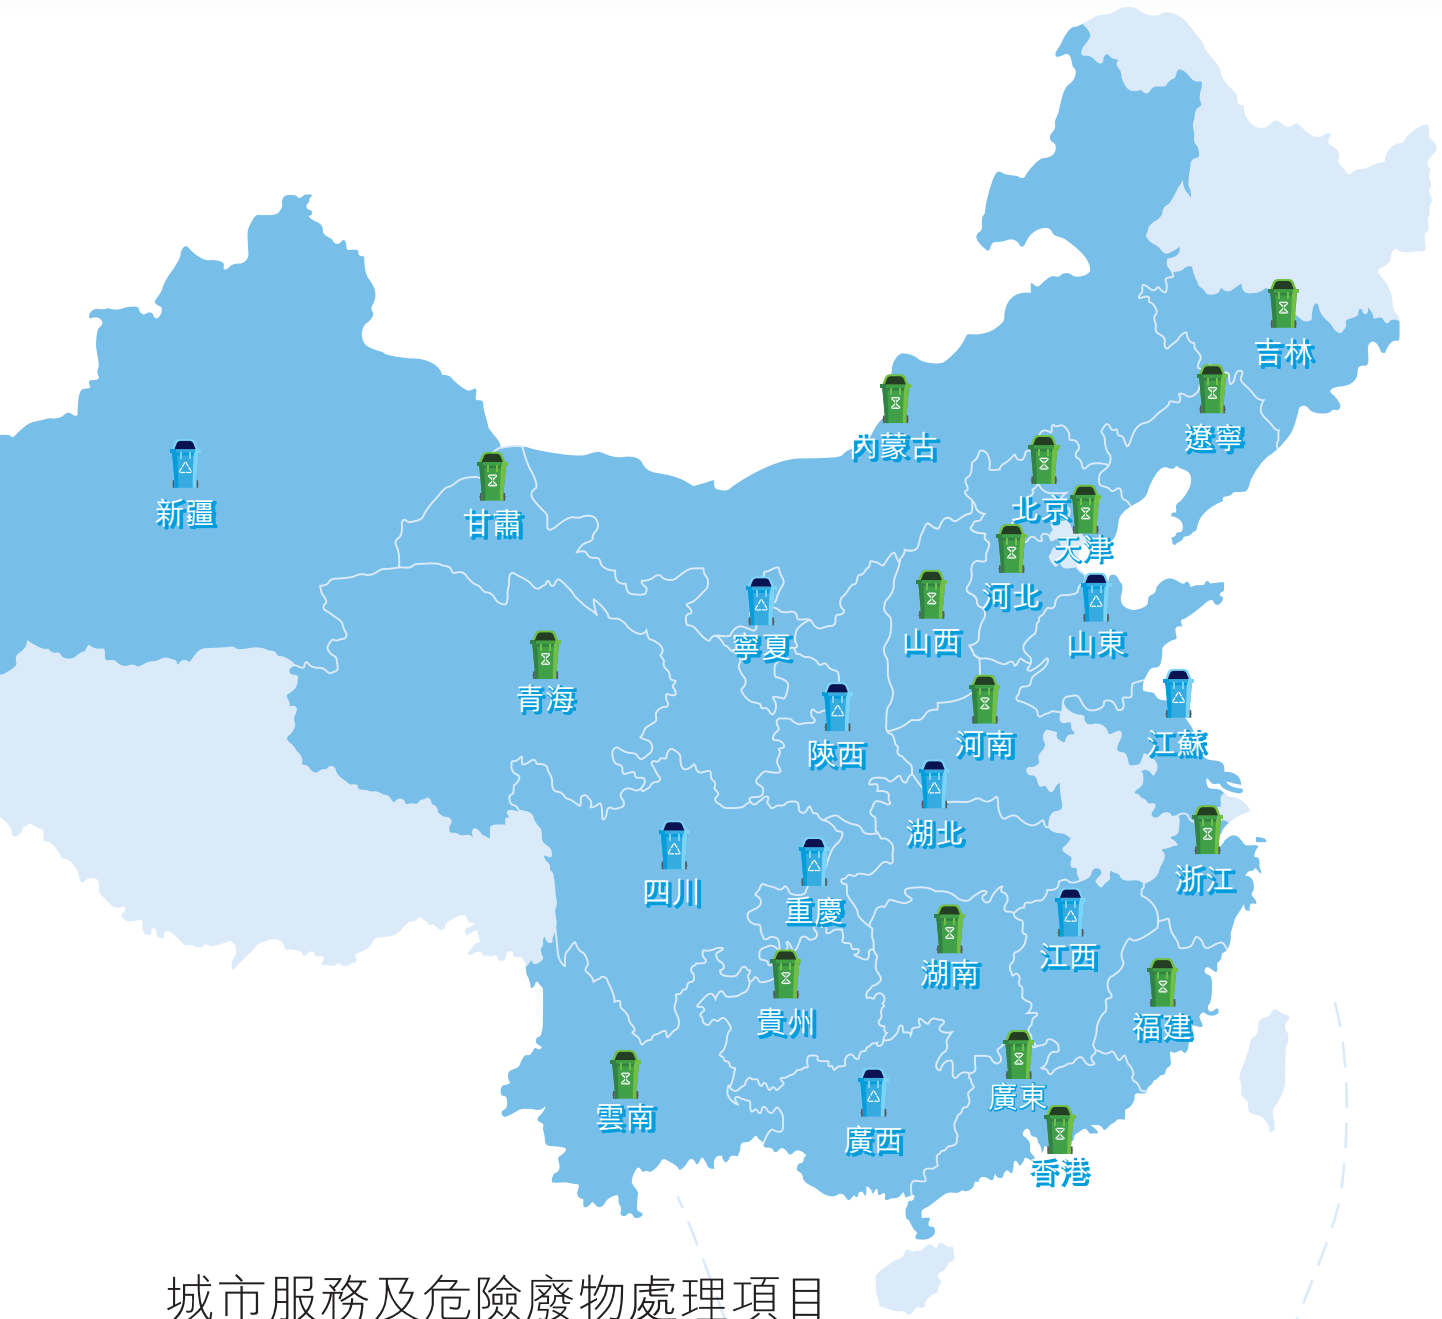 吉林
遼寧
內蒙古
新疆
甘肅
北京
天津
河北
山東
山西
寧夏
青海
陝西
河南
江蘇
湖北
浙江
四川
重慶
江西
湖南
貴州
福建
廣東
雲南
廣西
香港
城市服務及危險廢物處理項目